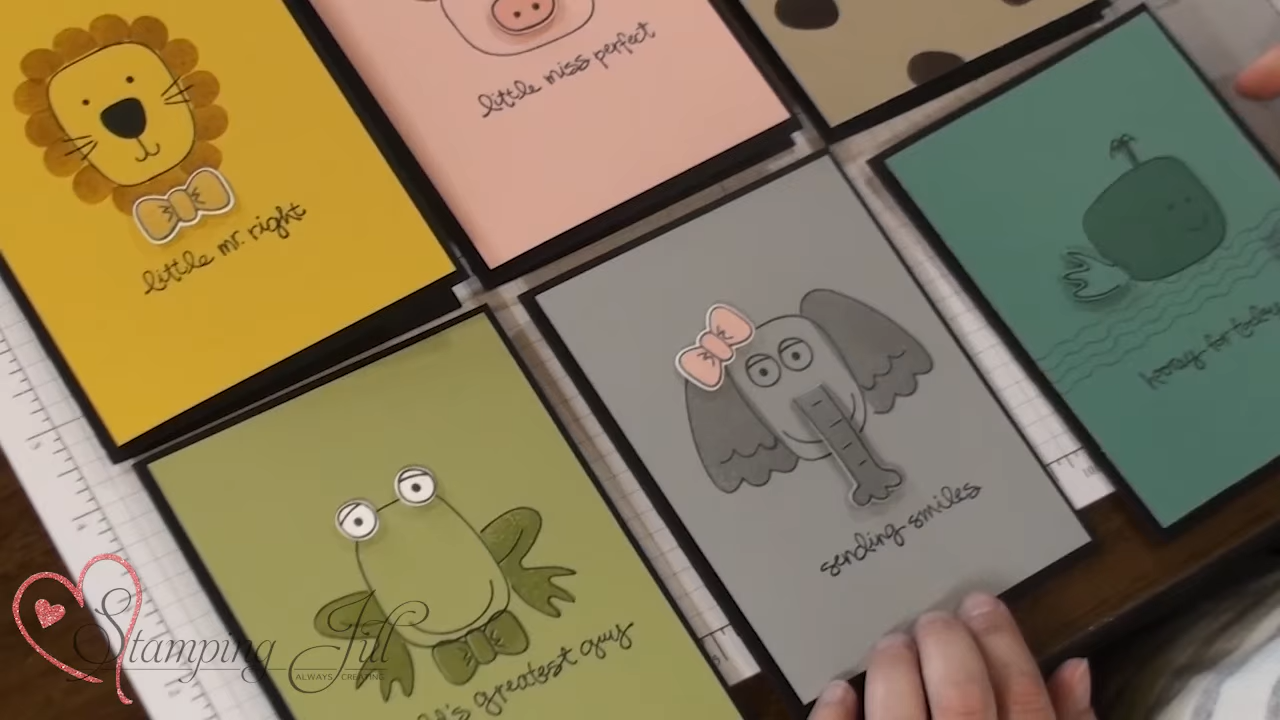 little miss perfect
little mr. right
sending smiles
greatest guy
Stamping Jill
ALWAYS CREATING